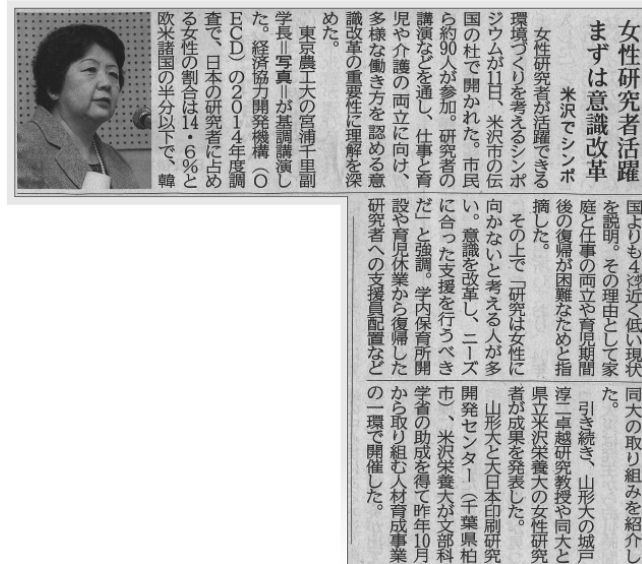 女性研究者活躍
まずは意識改革
米沢でシンポ
女性研究者が活躍できる
環境づくりを考えるシンポ
ジウムが11日、米沢市の伝
国の杜で開かれた。市民
ら約90人が参加。研究者の
講演などを通し、仕事と育
児や介護の両立に向け、
多様な働き方を認める意
識改革の重要性に理解を深
めた。
東京農工大の宮浦千里副
学長＝写真＝が基調講演し
た。経済協力開発機構（O
ECD）の2014年度調
査で、日本の研究者に占め
る女性の割合は14・6％と
欧米諸国の半分以下で、韓
国よりも4㌽近く低い現状
を説明。その理由として家
庭と仕事の両立や育児期間
後の復帰が困難なためと指
摘した。
その上で「研究は女性に
向かないと考える人が多
い。意識を改革し、ニーズ
に合った支援を行うべき
だ」と強調。学内保育所開
設や育児休業から復帰した
研究者への支援員配置など
同大の取り組みを紹介し
た。
引き続き、山形大の城戸
淳二卓越研究教授や同大と
県立米沢栄養大の女性研究
者が成果を発表した。
山形大と大日本印刷研究
開発センター（千葉県柏
市）、米沢栄養大が文部科
学省の助成を得て昨年10月
から取り組む人材育成事業
の一環で開催した。